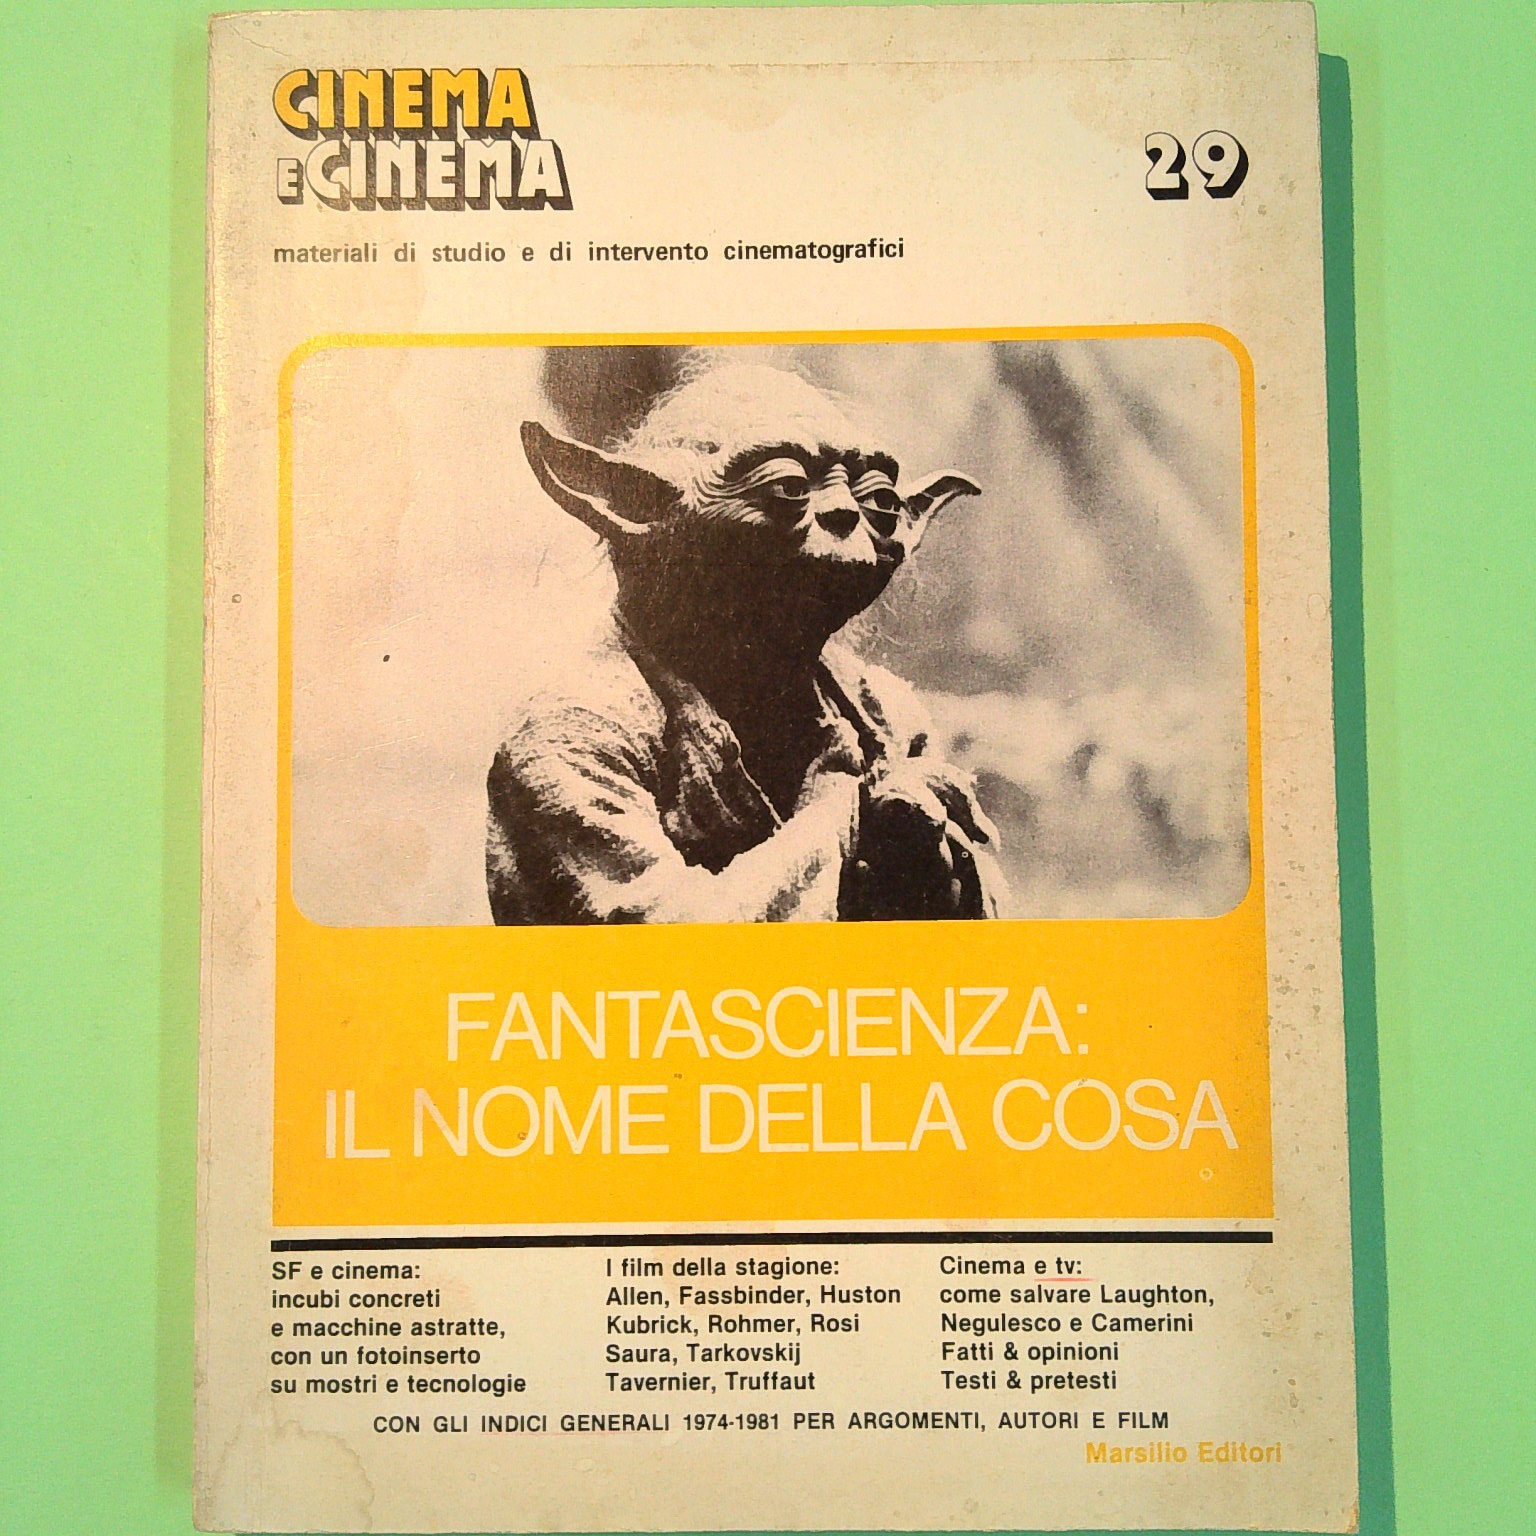 CINEMA
E CINEMA
29
materiali di studio e di intervento cinematografici
FANTASCIENZA:
IL NOME DELLA COSA
SF e cinema:
incubi concreti
e macchine astratte,
con un fotoinserto
su mostri e tecnologie
I film della stagione:
Allen, Fassbinder, Huston
Kubrick, Rohmer, Rosi
Saura, Tarkovskij
Tavernier, Truffaut
Cinema e tv:
come salvare Laughton,
Negulesco e Camerini
Fatti & opinioni
Testi & pretesti
CON GLI INDICI GENERALI 1974-1981 PER ARGOMENTI, AUTORI E FILM
Marsilio Editori